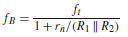 f_B = f_t / (1 + r_n/(R_1 ∥ R_2))